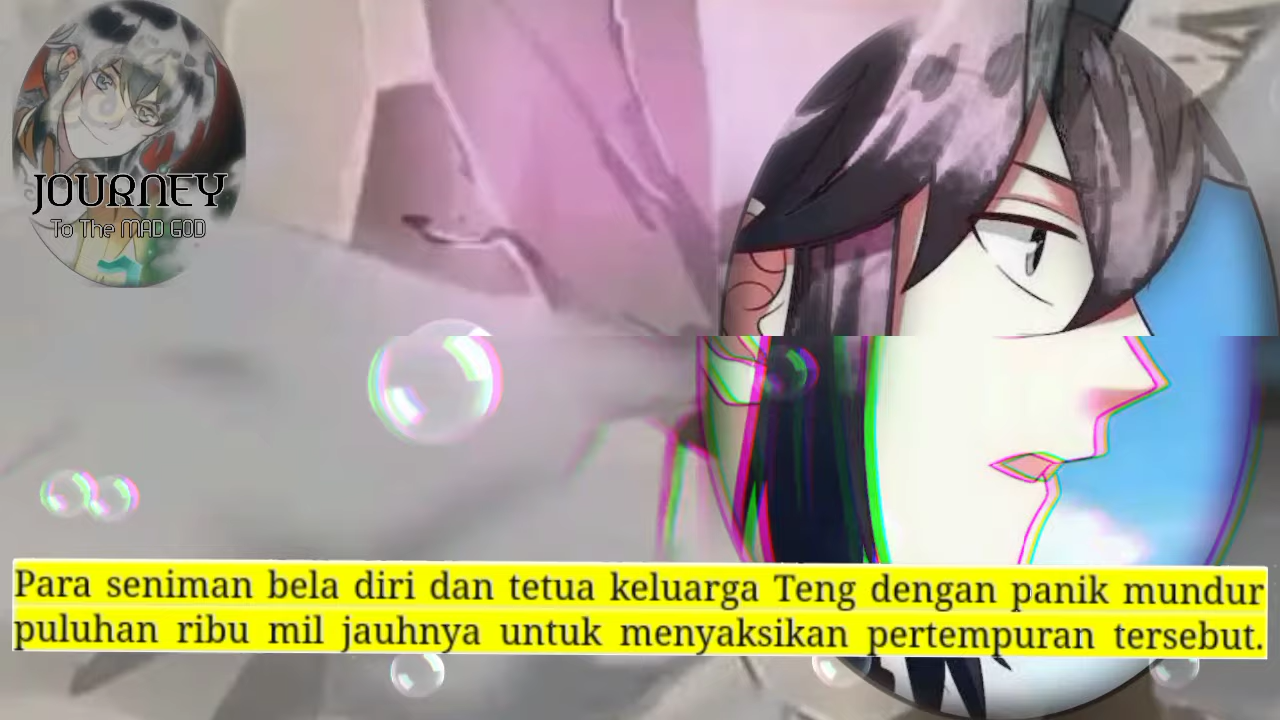 JOURNEY
To The MAD GOD
Para seniman bela diri dan tetua keluarga Teng dengan panik mundur
puluhan ribu mil jauhnya untuk menyaksikan pertempuran tersebut.